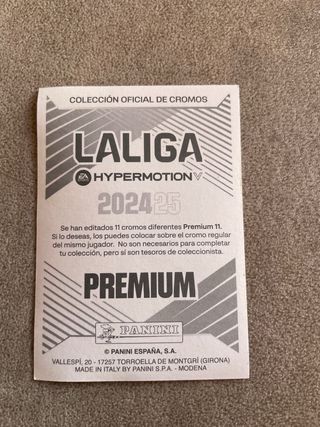 COLECCIÓN OFICIAL DE CROMOS
LALIGA
EA SPORTS HYPERMOTION V
2024 25
Se han editados 11 cromos diferentes Premium 11.
Si lo deseas, los puedes colocar sobre el cromo regular
del mismo jugador. No son necesarios para completar
tu colección, pero sí son tesoros de coleccionista.
PREMIUM
PANINI
© PANINI ESPAÑA, S.A.
VALLESPÍ, 20 - 17257 TORROELLA DE MONTGRÍ (GIRONA)
MADE IN ITALY BY PANINI S.P.A. - MODENA